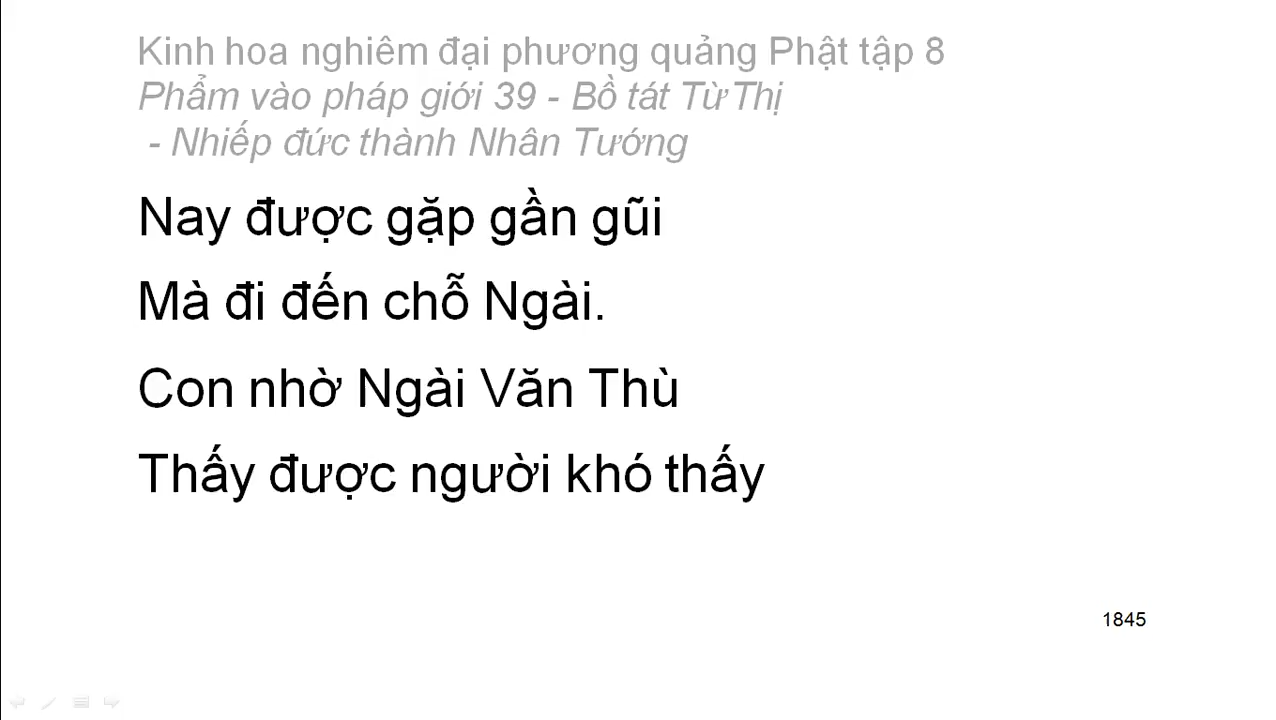 Kinh hoa nghiêm đại phương quảng Phật tập 8
Phẩm vào pháp giới 39 - Bồ tát Từ Thị
- Nhiếp đức thành Nhân Tướng
Nay được gặp gần gũi
Mà đi đến chỗ Ngài.
Con nhờ Ngài Văn Thù
Thấy được người khó thấy
1845